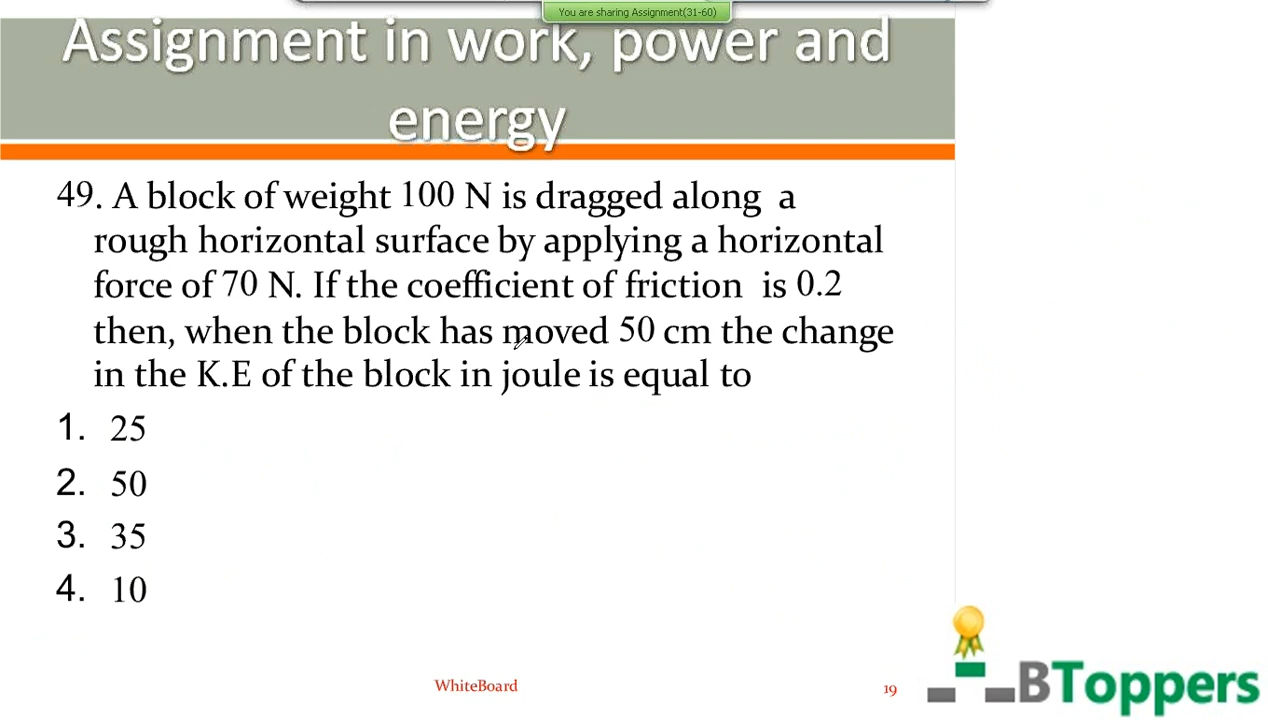 You are sharing Assignment(31-60)
Assignment in work, power and
energy
49. A block of weight 100 N is dragged along a
rough horizontal surface by applying a horizontal
force of 70 N. If the coefficient of friction is 0.2
then, when the block has moved 50 cm the change
in the K.E of the block in joule is equal to
1. 25
2. 50
3. 35
4. 10
WhiteBoard
19
BToppers